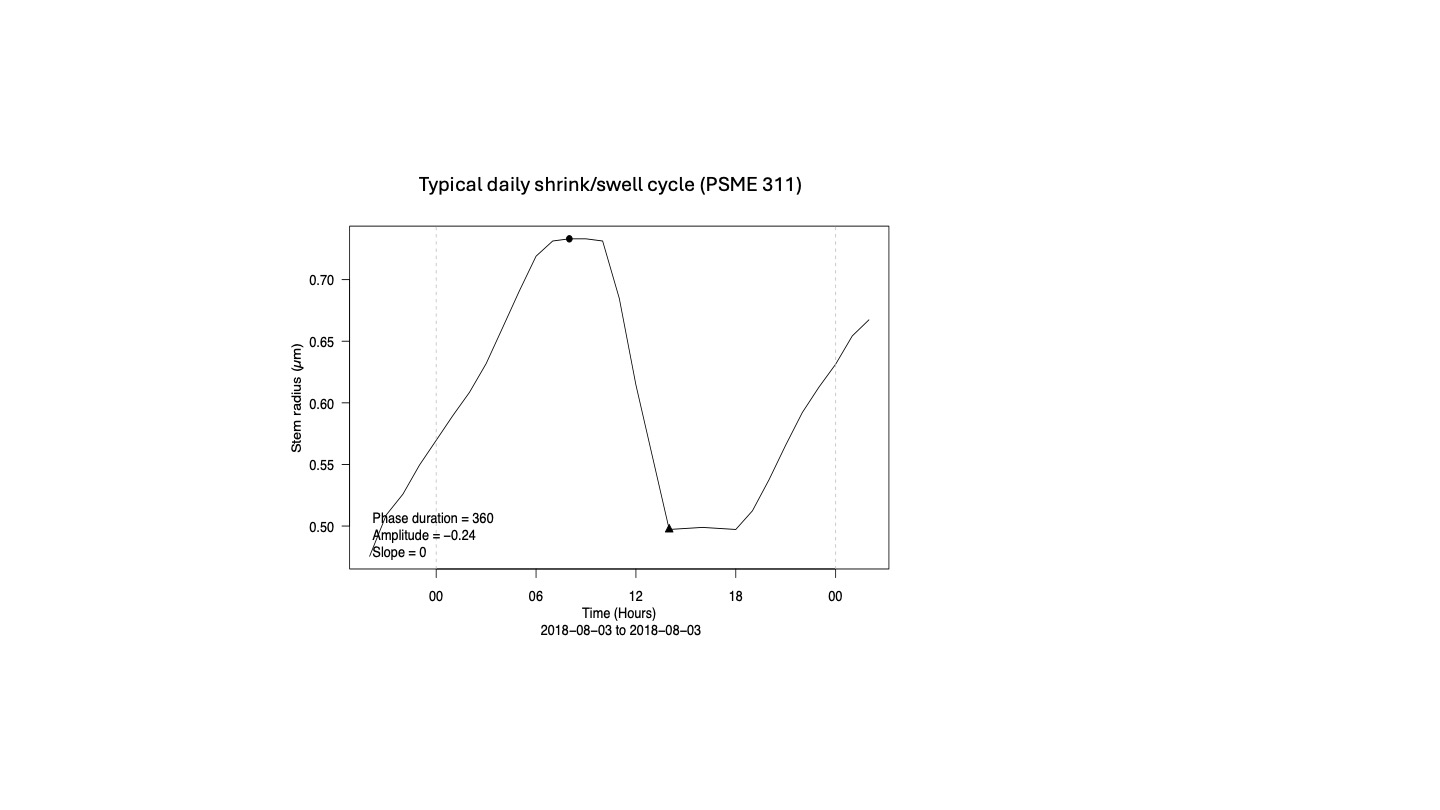 Typical daily shrink/swell cycle (PSME 311)
0.70
0.65
0.60
0.55
0.50
Stem radius (μm)
Phase duration = 360
Amplitude = −0.24
Slope = 0
00 06 12 18 00
Time (Hours)
2018−08−03 to 2018−08−03